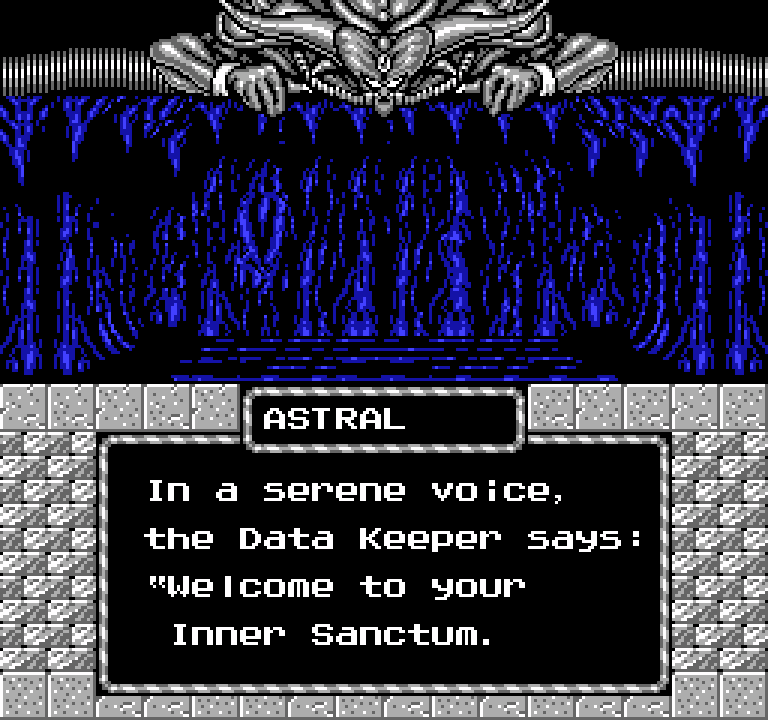 ASTRAL
In a serene voice,
the Data Keeper says:
"Welcome to your
Inner Sanctum.